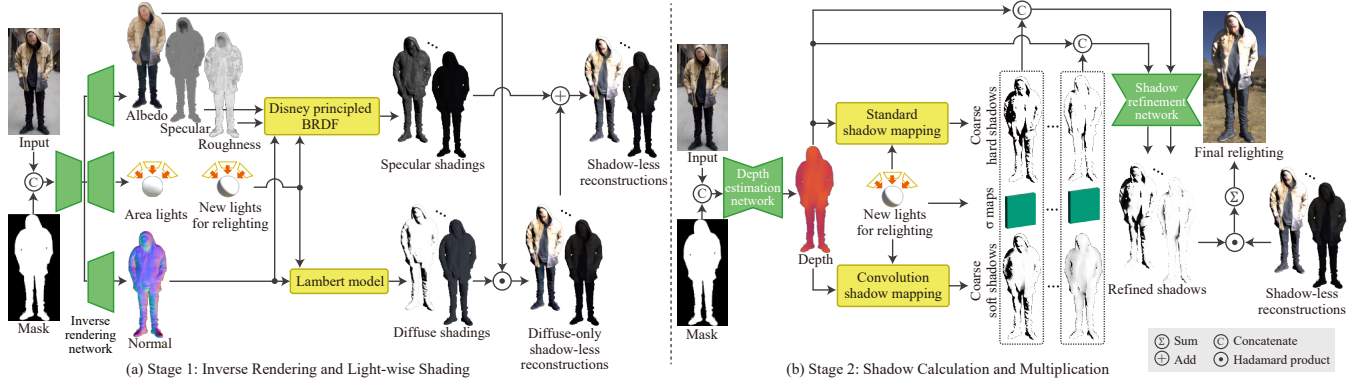 Input
C
Mask
Inverse
rendering
network
Albedo
Specular
Roughness
Area lights
New lights
for relighting
Normal
Disney principled
BRDF
Lambert model
...
Specular shadings
...
Diffuse shadings
...
Shadow-less
reconstructions
...
Diffuse-only
shadow-less
reconstructions
(a) Stage 1: Inverse Rendering and Light-wise Shading
Input
C
Mask
Depth
estimation
network
Depth
Standard
shadow mapping
New lights
for relighting
Convolution
shadow mapping
C
C
Coarse
hard shadows
σ maps
Coarse
soft shadows
...
...
...
Shadow
refinement
network
...
Refined shadows
Final relighting
Σ
...
Shadow-less
reconstructions
Σ Sum
C Concatenate
+ Add
Hadamard product
(b) Stage 2: Shadow Calculation and Multiplication